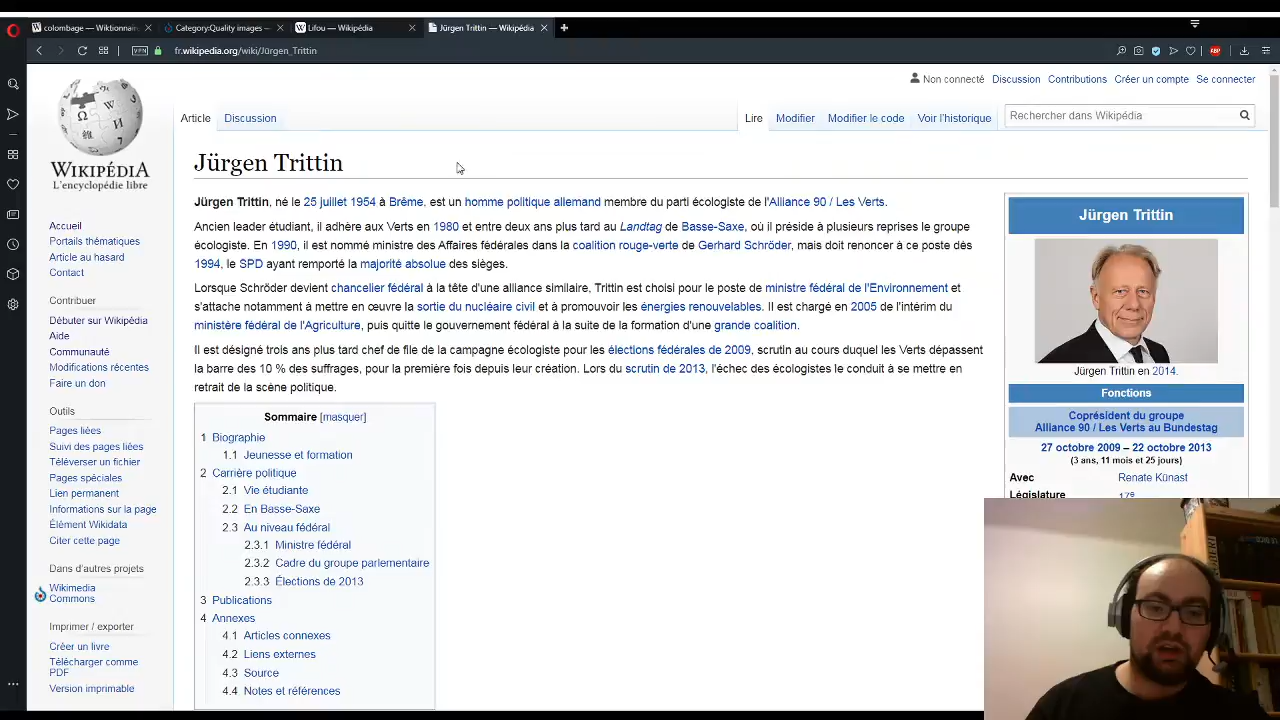 colombage — Wiktionnair
Category:Quality images –
Lifou — Wikipédia
Jürgen Trittin — Wikipédia
VPN
fr.wikipedia.org/wiki/Jürgen_Trittin
ABP
Non connecté Discussion Contributions Créer un compte Se connecter
Article Discussion
Lire Modifier Modifier le code Voir l'historique
Rechercher dans Wikipédia
WIKIPÉDIA
L'encyclopédie libre
Accueil
Portails thématiques
Article au hasard
Contact
Contribuer
Débuter sur Wikipédia
Aide
Communauté
Modifications récentes
Faire un don
Outils
Pages liées
Suivi des pages liées
Téléverser un fichier
Pages spéciales
Lien permanent
Informations sur la page
Élément Wikidata
Citer cette page
Dans d'autres projets
Wikimedia
Commons
Imprimer / exporter
Créer un livre
Télécharger comme
PDF
Version imprimable
Jürgen Trittin
Jürgen Trittin, né le 25 juillet 1954 à Brême, est un homme politique allemand membre du parti écologiste de l'Alliance 90 / Les Verts.
Ancien leader étudiant, il adhère aux Verts en 1980 et entre deux ans plus tard au Landtag de Basse-Saxe, où il préside à plusieurs reprises le groupe
écologiste. En 1990, il est nommé ministre des Affaires fédérales dans la coalition rouge-verte de Gerhard Schröder, mais doit renoncer à ce poste dès
1994, le SPD ayant remporté la majorité absolue des sièges.
Lorsque Schröder devient chancelier fédéral à la tête d'une alliance similaire, Trittin est choisi pour le poste de ministre fédéral de l'Environnement et
s'attache notamment à mettre en œuvre la sortie du nucléaire civil et à promouvoir les énergies renouvelables. Il est chargé en 2005 de l'intérim du
ministère fédéral de l'Agriculture, puis quitte le gouvernement fédéral à la suite de la formation d'une grande coalition.
Il est désigné trois ans plus tard chef de file de la campagne écologiste pour les élections fédérales de 2009, scrutin au cours duquel les Verts dépassent
la barre des 10 % des suffrages, pour la première fois depuis leur création. Lors du scrutin de 2013, l'échec des écologistes le conduit à se mettre en
retrait de la scène politique.
Sommaire [masquer]
1 Biographie
1.1 Jeunesse et formation
2 Carrière politique
2.1 Vie étudiante
2.2 En Basse-Saxe
2.3 Au niveau fédéral
2.3.1 Ministre fédéral
2.3.2 Cadre du groupe parlementaire
2.3.3 Élections de 2013
3 Publications
4 Annexes
4.1 Articles connexes
4.2 Liens externes
4.3 Source
4.4 Notes et références
Jürgen Trittin
Jürgen Trittin en 2014.
Fonctions
Coprésident du groupe
Alliance 90 / Les Verts au Bundestag
27 octobre 2009 – 22 octobre 2013
(3 ans, 11 mois et 25 jours)
Avec Renate Künast
Législature 17e